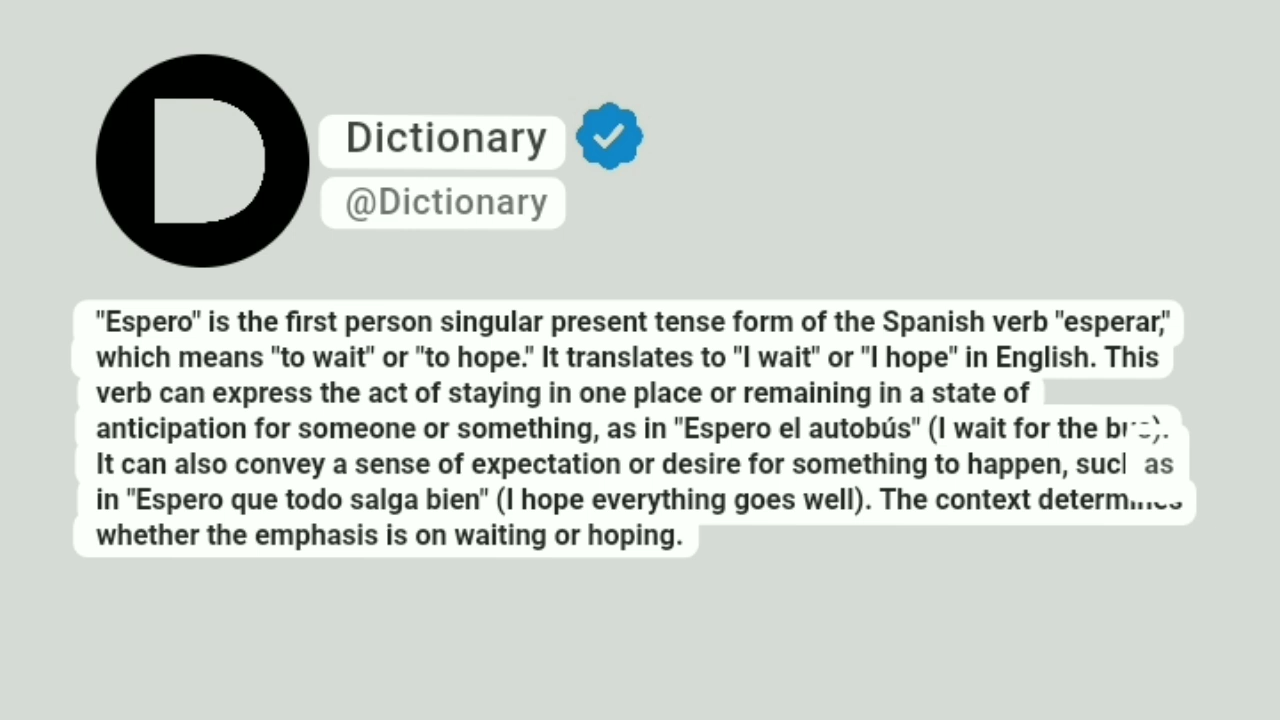 Dictionary
@Dictionary
"Espero" is the first person singular present tense form of the Spanish verb "esperar,"
which means "to wait" or "to hope." It translates to "I wait" or "I hope" in English. This
verb can express the act of staying in one place or remaining in a state of
anticipation for someone or something, as in "Espero el autobús" (I wait for the bus).
It can also convey a sense of expectation or desire for something to happen, such as
in "Espero que todo salga bien" (I hope everything goes well). The context determines
whether the emphasis is on waiting or hoping.